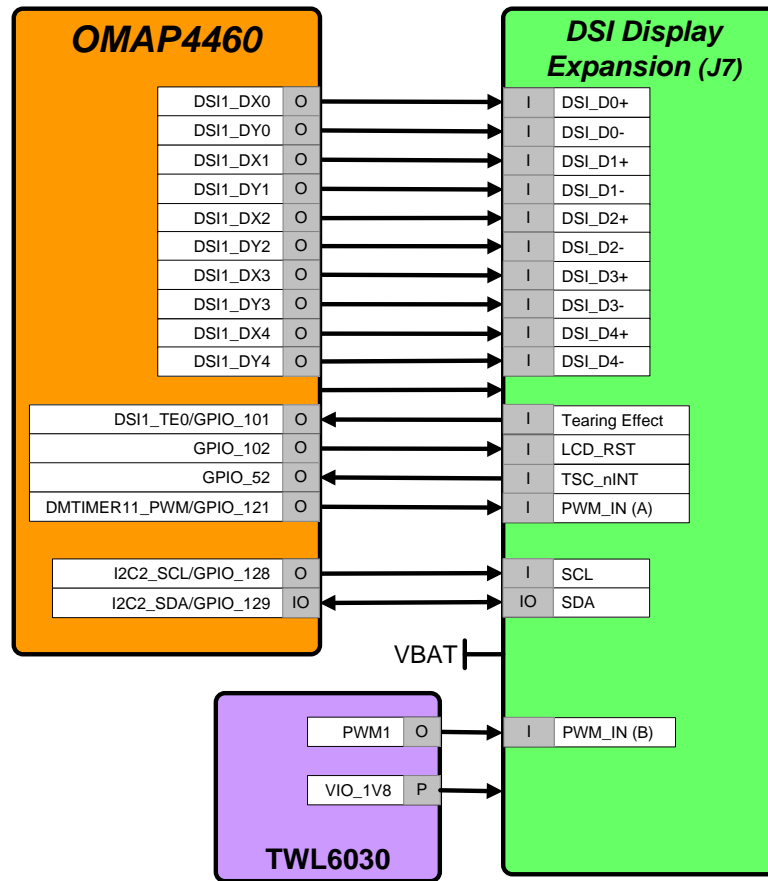 OMAP4460
DSI Display
Expansion (J7)
DSI1_DX0 O I DSI_D0+
DSI1_DY0 O I DSI_D0-
DSI1_DX1 O I DSI_D1+
DSI1_DY1 O I DSI_D1-
DSI1_DX2 O I DSI_D2+
DSI1_DY2 O I DSI_D2-
DSI1_DX3 O I DSI_D3+
DSI1_DY3 O I DSI_D3-
DSI1_DX4 O I DSI_D4+
DSI1_DY4 O I DSI_D4-
DSI1_TE0/GPIO_101 O I Tearing Effect
GPIO_102 O I LCD_RST
GPIO_52 O I TSC_nINT
DMTIMER11_PWM/GPIO_121 O I PWM_IN (A)
I2C2_SCL/GPIO_128 O I SCL
I2C2_SDA/GPIO_129 IO IO SDA
VBAT
PWM1 O I PWM_IN (B)
VIO_1V8 P
TWL6030